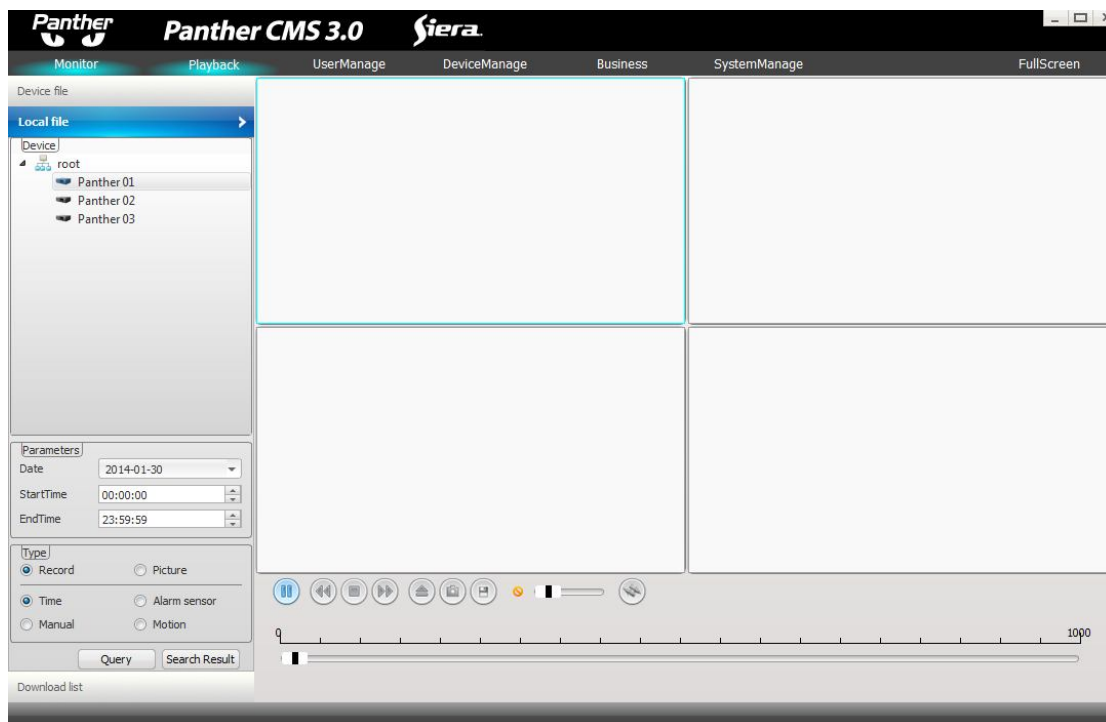 Panther Panther CMS 3.0 Siera.
Monitor Playback UserManage DeviceManage Business SystemManage FullScreen
Device file
Local file
Device
root
Panther 01
Panther 02
Panther 03
Parameters
Date 2014-01-30
StartTime 00:00:00
EndTime 23:59:59
Type
Record Picture
Time Alarm sensor
Manual Motion
0 1000
Query Search Result
Download list